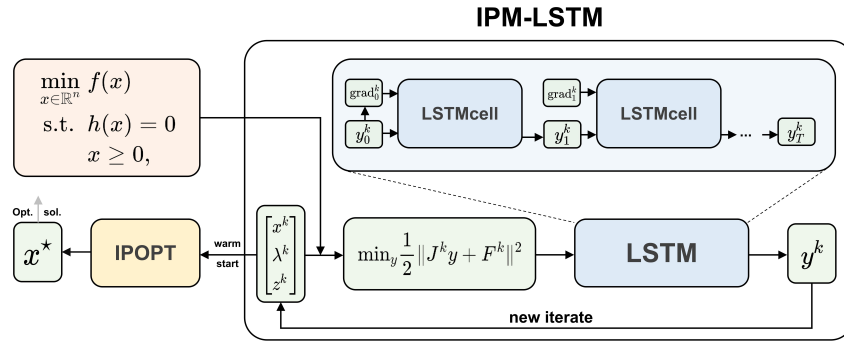 IPM-LSTM
min f(x)
x∈ℝⁿ
s.t. h(x) = 0
x ≥ 0,
grad₀ᵏ
y₀ᵏ
LSTMcell
grad₁ᵏ
y₁ᵏ
LSTMcell
...
y_Tᵏ
Opt. sol.
x⋆
IPOPT
warm
start
xᵏ
λᵏ
zᵏ
min_y 1/2 ‖Jᵏy + Fᵏ‖²
LSTM
yᵏ
new iterate